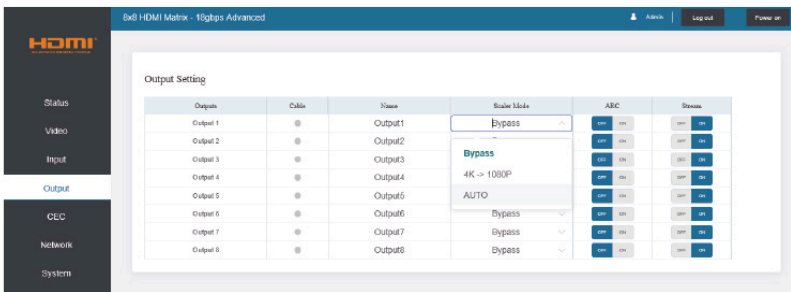 8x8 HDMI Matrix - 18gbps Advanced
Admin
Log out
Power on
HDMI
Status
Video
Input
Output
CEC
Network
System
Output Setting
Outputs Cable Name Scaler Mode ARC Stream
Output 1 Output1 Bypass OFF ON OFF ON
Output 2 Output2 OFF ON OFF ON
Output 3 Output3 OFF ON OFF ON
Output 4 Output4 OFF ON OFF ON
Output 5 Output5 OFF ON OFF ON
Output 6 Output6 Bypass OFF ON OFF ON
Output 7 Output7 Bypass OFF ON OFF ON
Output 8 Output8 Bypass OFF ON OFF ON
Bypass
4K -> 1080P
AUTO